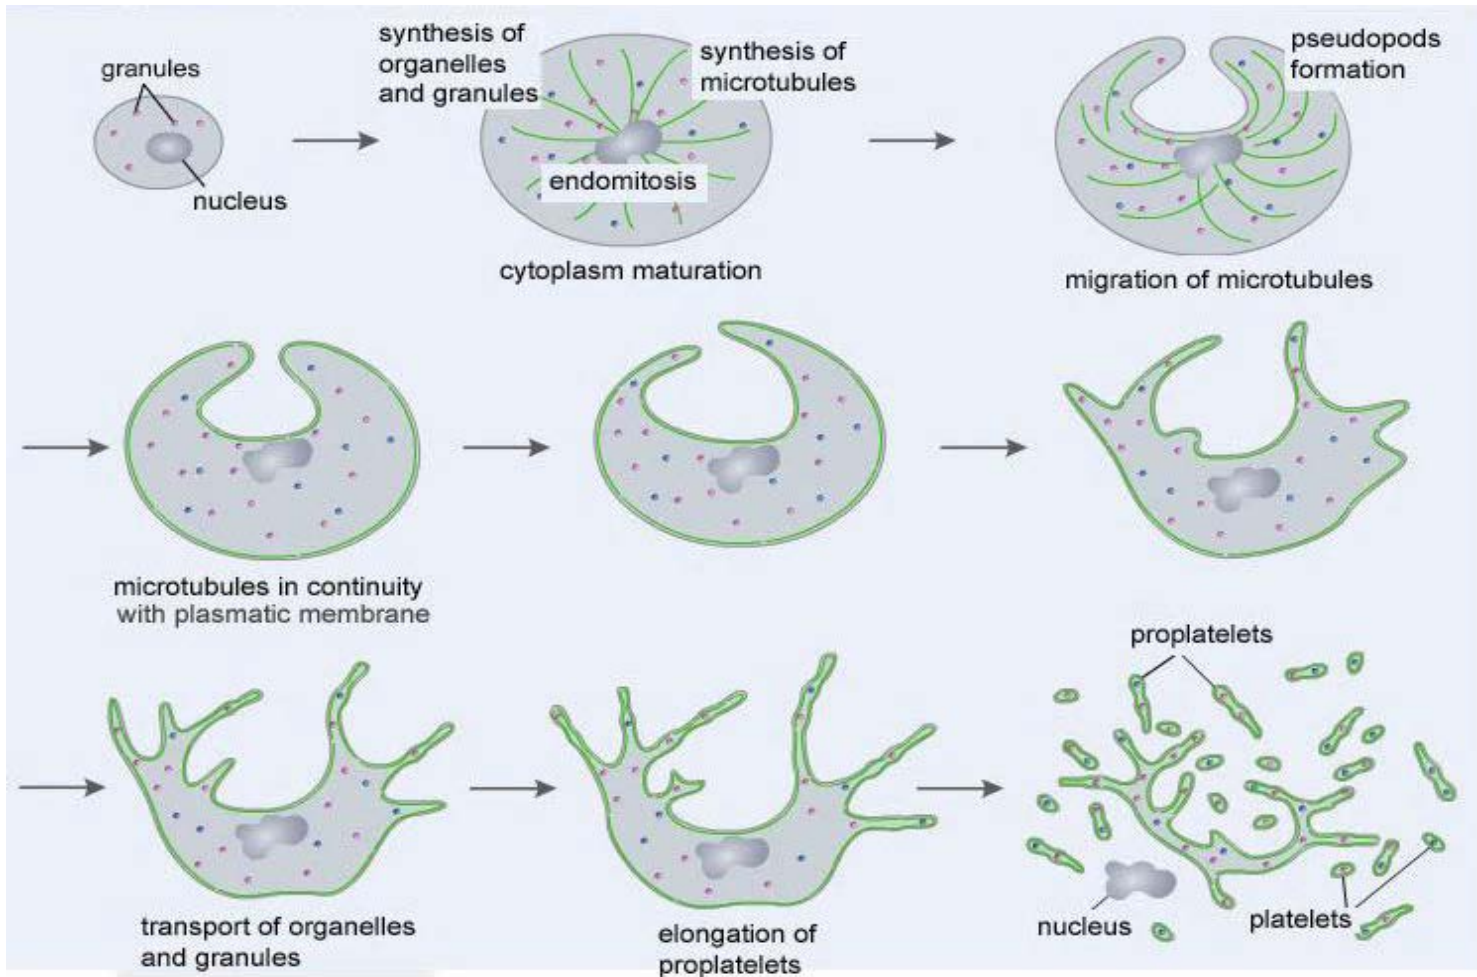 granules
nucleus
synthesis of
organelles
and granules
synthesis of
microtubules
endomitosis
cytoplasm maturation
pseudopods
formation
migration of microtubules
microtubules in continuity
with plasmatic membrane
transport of organelles
and granules
elongation of
proplatelets
proplatelets
nucleus
platelets